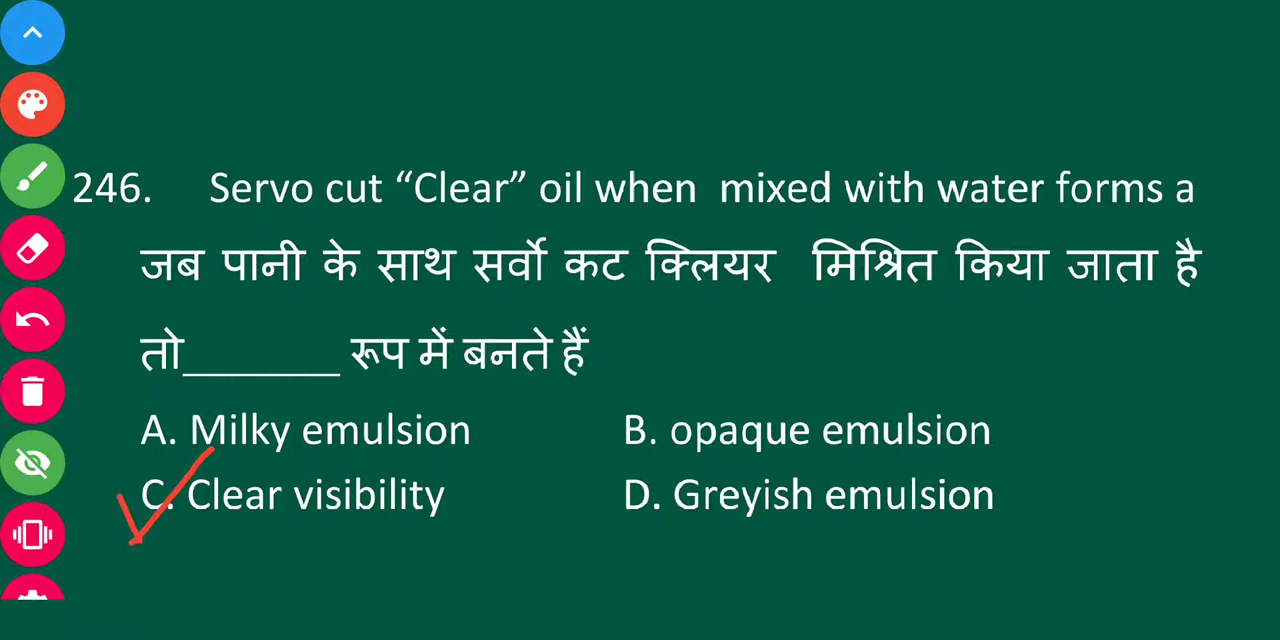 246. Servo cut “Clear” oil when mixed with water forms a
जब पानी के साथ सर्वो कट क्लियर मिश्रित किया जाता है
तो_______ रूप में बनते हैं
A. Milky emulsion B. opaque emulsion
C. Clear visibility D. Greyish emulsion